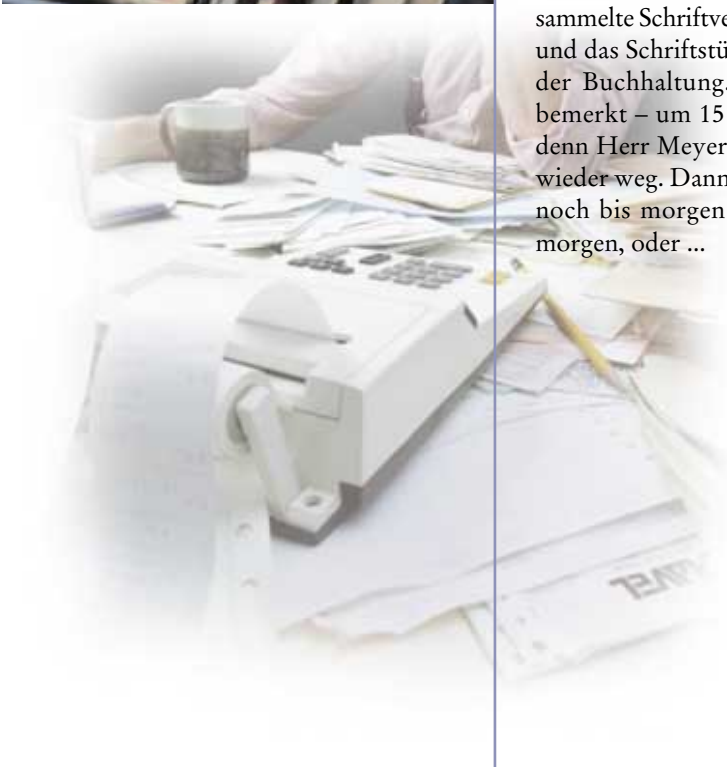 sammelte Schriftve
und das Schriftstü
der Buchhaltung.
bemerkt – um 15
denn Herr Meyer
wieder weg. Dann
noch bis morgen
morgen, oder ...